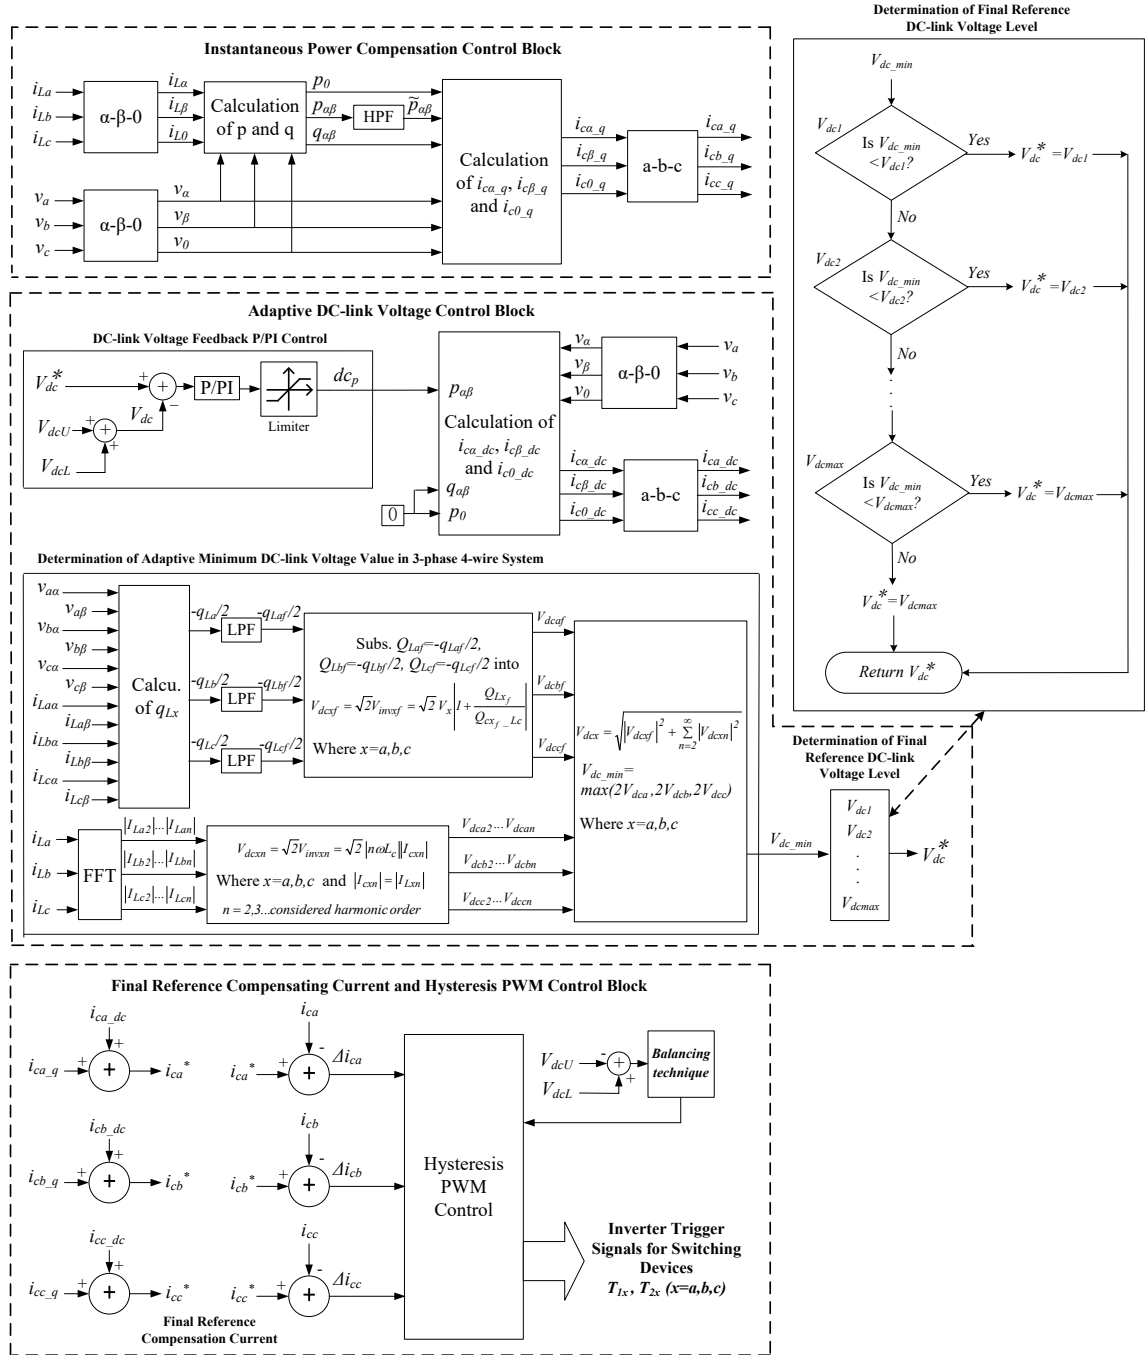 Determination of Final Reference
DC-link Voltage Level
Instantaneous Power Compensation Control Block
i_La
i_Lb
i_Lc
α-β-0
i_Lα
i_Lβ
i_L0
Calculation
of p and q
p_0
p_αβ
q_αβ
HPF
p̃_αβ
v_a
v_b
v_c
α-β-0
v_α
v_β
v_0
Calculation
of i_cα_q, i_cβ_q
and i_c0_q
i_cα_q
i_cβ_q
i_c0_q
a-b-c
i_ca_q
i_cb_q
i_cc_q
V_dc_min
V_dc1
Is V_dc_min
<V_dc1?
Yes
V_dc*=V_dc1
No
V_dc2
Is V_dc_min
<V_dc2?
Yes
V_dc*=V_dc2
No
.
.
.
V_dcmax
Is V_dc_min
<V_dcmax?
Yes
V_dc*=V_dcmax
No
V_dc*=V_dcmax
Return V_dc*
Adaptive DC-link Voltage Control Block
DC-link Voltage Feedback P/PI Control
V_dc*
+
+
−
P/PI
Limiter
dc_p
V_dc
V_dcU
+
+
+
V_dcL
p_αβ
Calculation of
i_cα_dc, i_cβ_dc
and i_c0_dc
q_αβ
p_0
0
v_α
v_β
v_0
α-β-0
v_a
v_b
v_c
i_cα_dc
i_cβ_dc
i_c0_dc
a-b-c
i_ca_dc
i_cb_dc
i_cc_dc
Determination of Adaptive Minimum DC-link Voltage Value in 3-phase 4-wire System
v_aα
v_aβ
v_bα
v_bβ
v_cα
v_cβ
i_Laα
i_Laβ
i_Lbα
i_Lbβ
i_Lcα
i_Lcβ
Calcu.
of q_Lx
-q_La/2
LPF
-q_Laf/2
-q_Lb/2
LPF
-q_Lbf/2
-q_Lc/2
LPF
-q_Lcf/2
Subs. Q_Laf=-q_Laf/2,
Q_Lbf=-q_Lbf/2, Q_Lcf=-q_Lcf/2 into
V_dcxf = √2V_invxf = √2 V_x |1 + Q_Lxf / Q_cxf_Lc|
Where x=a,b,c
V_dcaf
V_dcbf
V_dccf
V_dcx = √(|V_dcxf|^2 + ∑_{n=2}^{∞} |V_dcxn|^2)
V_dc_min=
max(2V_dca ,2V_dcb,2V_dcc)
Where x=a,b,c
i_La
i_Lb
i_Lc
FFT
|I_La2|...|I_Lan|
|I_Lb2|...|I_Lbn|
|I_Lc2|...|I_Lcn|
V_dcxn = √2V_invxn = √2 |nωL_c||I_cxn|
Where x=a,b,c and |I_cxn|=|I_Lxn|
n = 2,3...considered harmonic order
V_dca2...V_dcan
V_dcb2...V_dcbn
V_dcc2...V_dccn
V_dc_min
Determination of Final
Reference DC-link
Voltage Level
V_dc1
V_dc2
.
.
.
V_dcmax
V_dc*
Final Reference Compensating Current and Hysteresis PWM Control Block
i_ca_dc
+
i_ca_q
+
+
i_ca*
i_ca
-
i_ca*
+
+
Δi_ca
i_cb_dc
+
i_cb_q
+
+
i_cb*
i_cb
-
i_cb*
+
+
Δi_cb
i_cc_dc
+
i_cc_q
+
+
i_cc*
i_cc
-
i_cc*
+
+
Δi_cc
Final Reference
Compensation Current
Hysteresis
PWM
Control
V_dcU
-
+
+
V_dcL
Balancing
technique
Inverter Trigger
Signals for Switching
Devices
T_1x , T_2x (x=a,b,c)